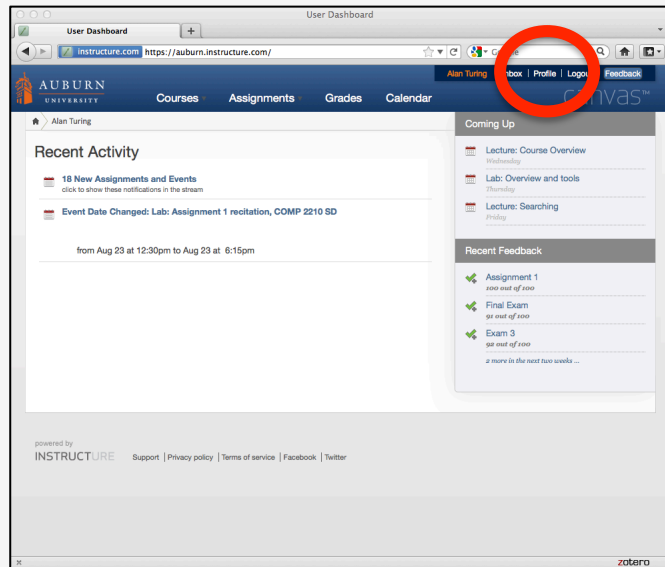 User Dashboard
User Dashboard
instructure.com https://auburn.instructure.com/
Alan Turing | Profile | Logout Feedback
AUBURN
UNIVERSITY
Courses Assignments Grades Calendar
canvas™
Alan Turing
Recent Activity
18 New Assignments and Events
click to show these notifications in the stream
Event Date Changed: Lab: Assignment 1 recitation, COMP 2210 SD
from Aug 23 at 12:30pm to Aug 23 at 6:15pm
Coming Up
Lecture: Course Overview
Wednesday
Lab: Overview and tools
Thursday
Lecture: Searching
Friday
Recent Feedback
Assignment 1
100 out of 100
Final Exam
91 out of 100
Exam 3
92 out of 100
2 more in the next two weeks ...
powered by
INSTRUCTURE Support | Privacy policy | Terms of service | Facebook | Twitter
zotero